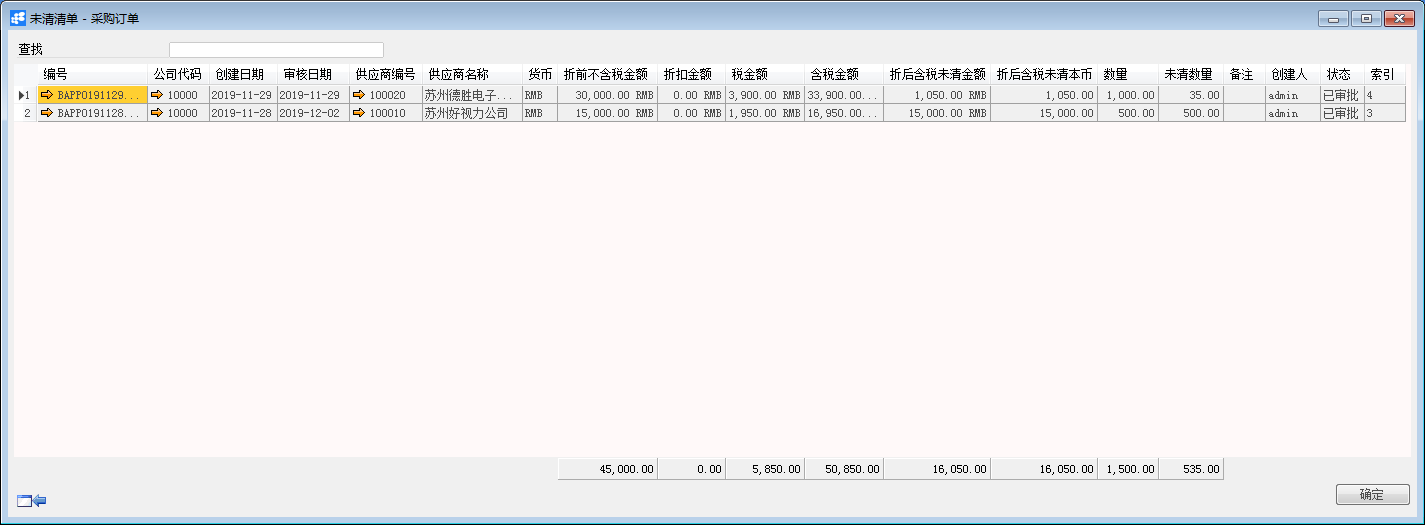 未清清单 - 采购订单
查找
编号 公司代码 创建日期 审核日期 供应商编号 供应商名称 货币 折前不含税金额 折扣金额 税金额 含税金额 折后含税未清金额 折后含税未清本币 数量 未清数量 备注 创建人 状态 索引
1 BAPPO191129... 10000 2019-11-29 2019-11-29 100020 苏州德胜电子... RMB 30,000.00 RMB 0.00 RMB 3,900.00 RMB 33,900.00... 1,050.00 RMB 1,050.00 1,000.00 35.00 admin 已审批 4
2 BAPPO191128... 10000 2019-11-28 2019-12-02 100010 苏州好视力公司 RMB 15,000.00 RMB 0.00 RMB 1,950.00 RMB 16,950.00... 15,000.00 RMB 15,000.00 500.00 500.00 admin 已审批 3
45,000.00 0.00 5,850.00 50,850.00 16,050.00 16,050.00 1,500.00 535.00
确定